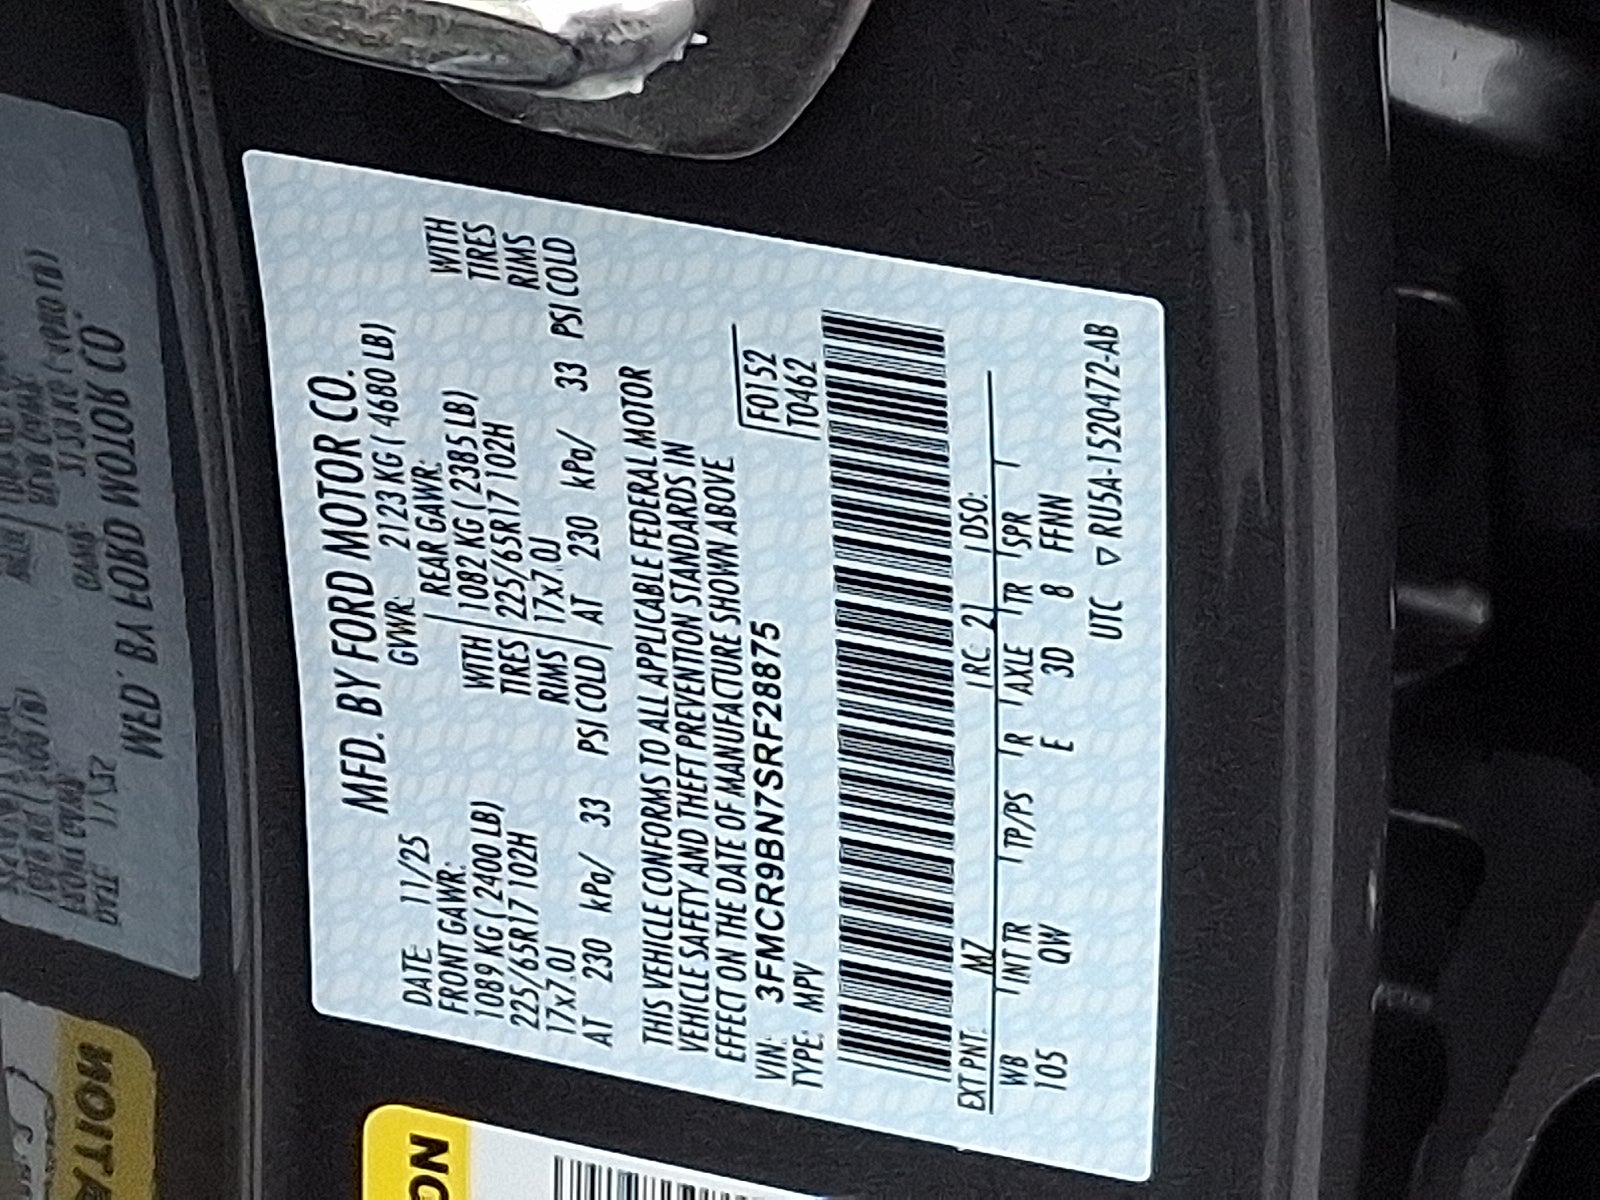 MFD. BY FORD MOTOR CO.
DATE: 11/25 GVWR: 2123 KG ( 4680 LB)
FRONT GAWR: REAR GAWR:
1089 KG ( 2400 LB) WITH 1082 KG ( 2385 LB) WITH
225/65R17 102H TIRES 225/65R17 102H TIRES
17x7.0J RIMS 17x7.0J RIMS
AT 230 kPa/ 33 PSI COLD AT 230 kPa/ 33 PSI COLD
THIS VEHICLE CONFORMS TO ALL APPLICABLE FEDERAL MOTOR
VEHICLE SAFETY AND THEFT PREVENTION STANDARDS IN
EFFECT ON THE DATE OF MANUFACTURE SHOWN ABOVE.
VIN: 3FMCR9BN7SRF28875 F0152
TYPE: MPV T0462
EXT PNT: M7 RC: 21 DSO:
WB INT TR TP/PS R AXLE TR SPR
105 QW E 3D 8 FFNN
UTC ▽ RU5A-1520472-AB